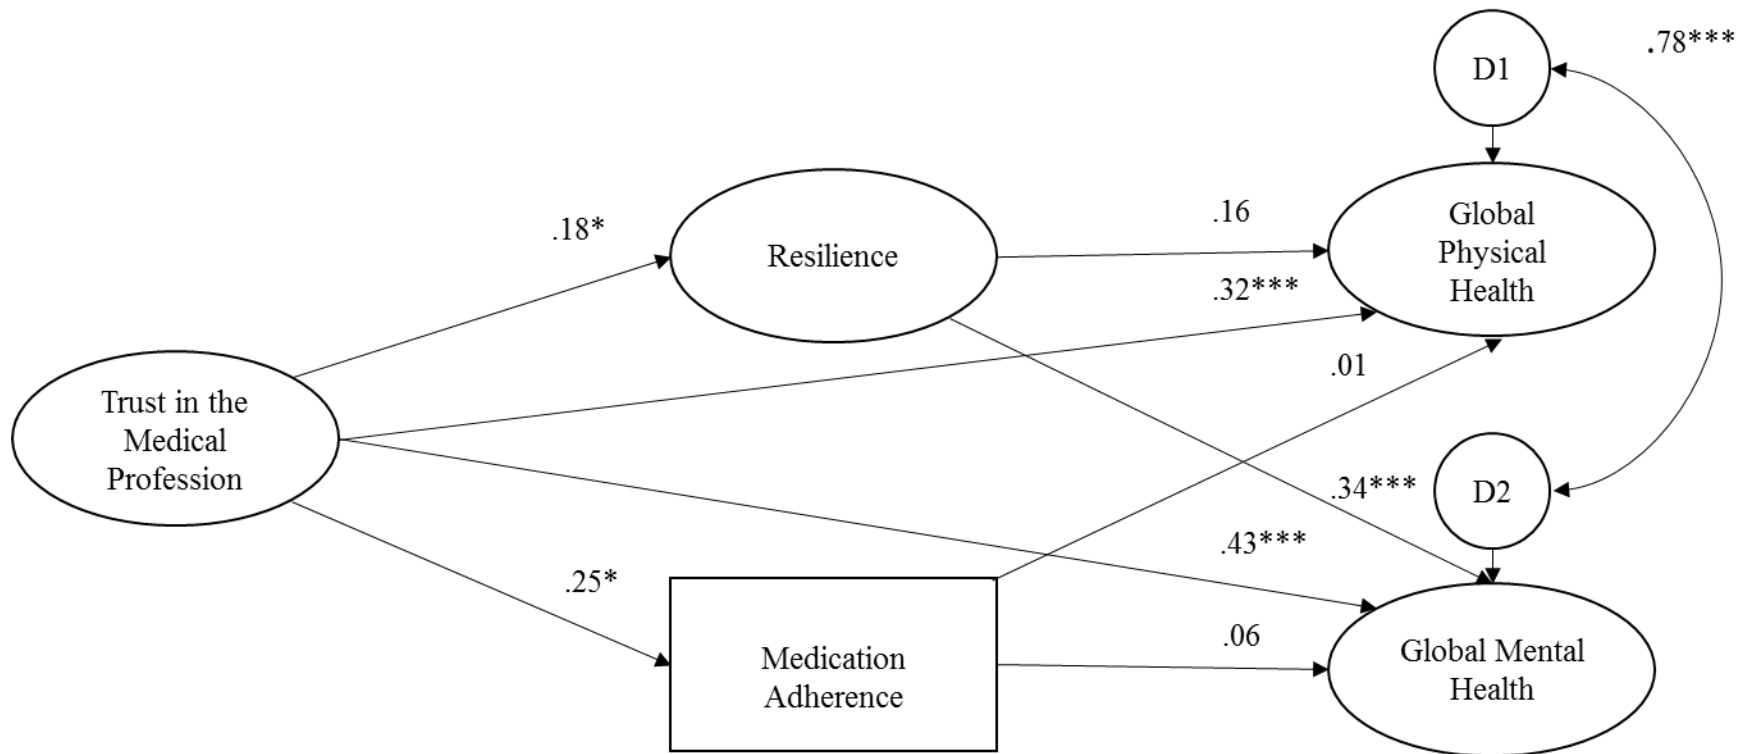 .78***
D1
Global
Physical
Health
.18*
.16
Resilience
.32***
.01
Trust in the
Medical
Profession
.34***
D2
.43***
.25*
.06
Medication
Adherence
Global Mental
Health